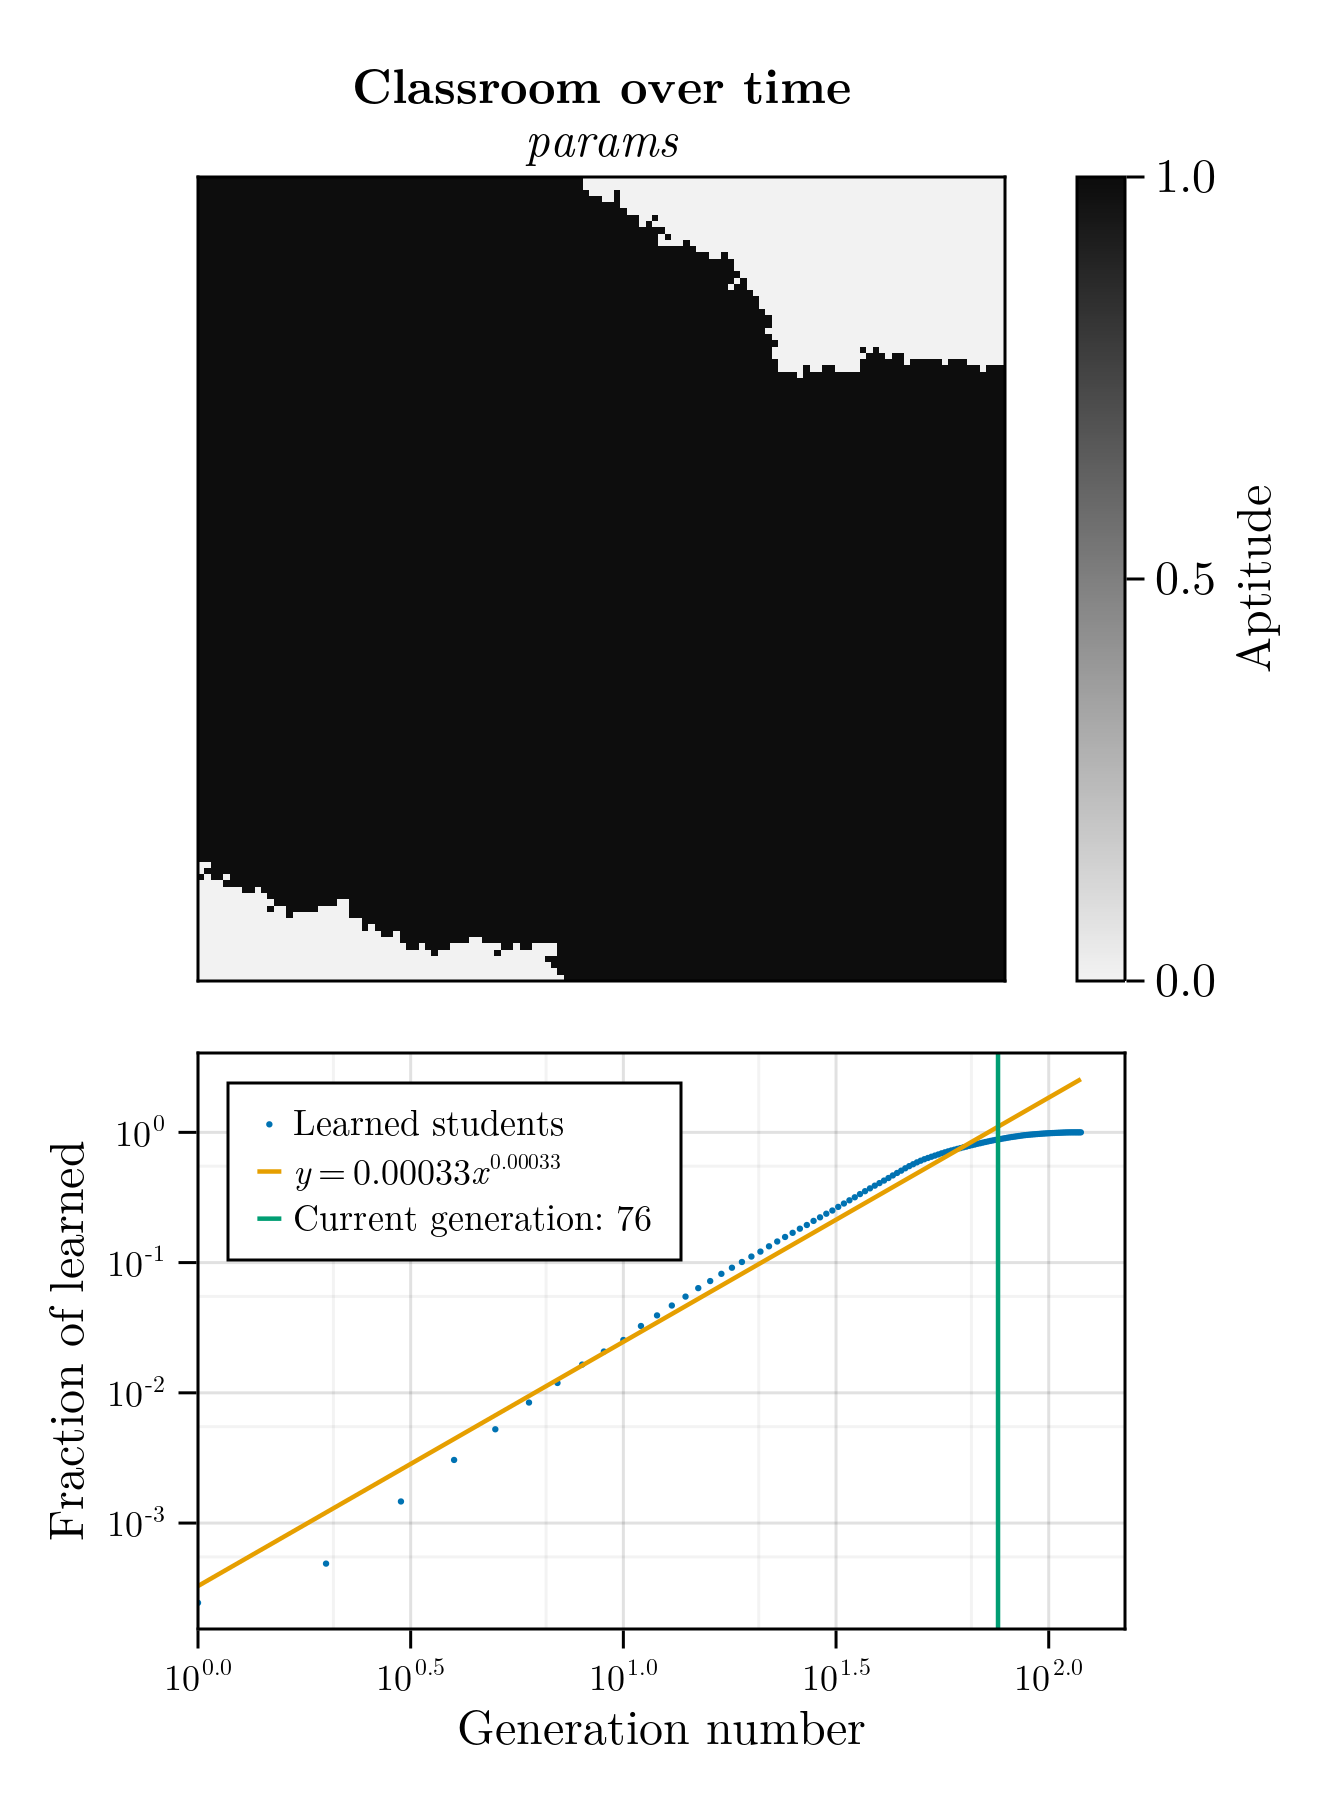 Classroom over time
params
1.0
0.5
0.0
Aptitude
Learned students
y = 0.00033x^0.00033
Current generation: 76
10^0
10^-1
10^-2
10^-3
Fraction of learned
10^0.0 10^0.5 10^1.0 10^1.5 10^2.0
Generation number